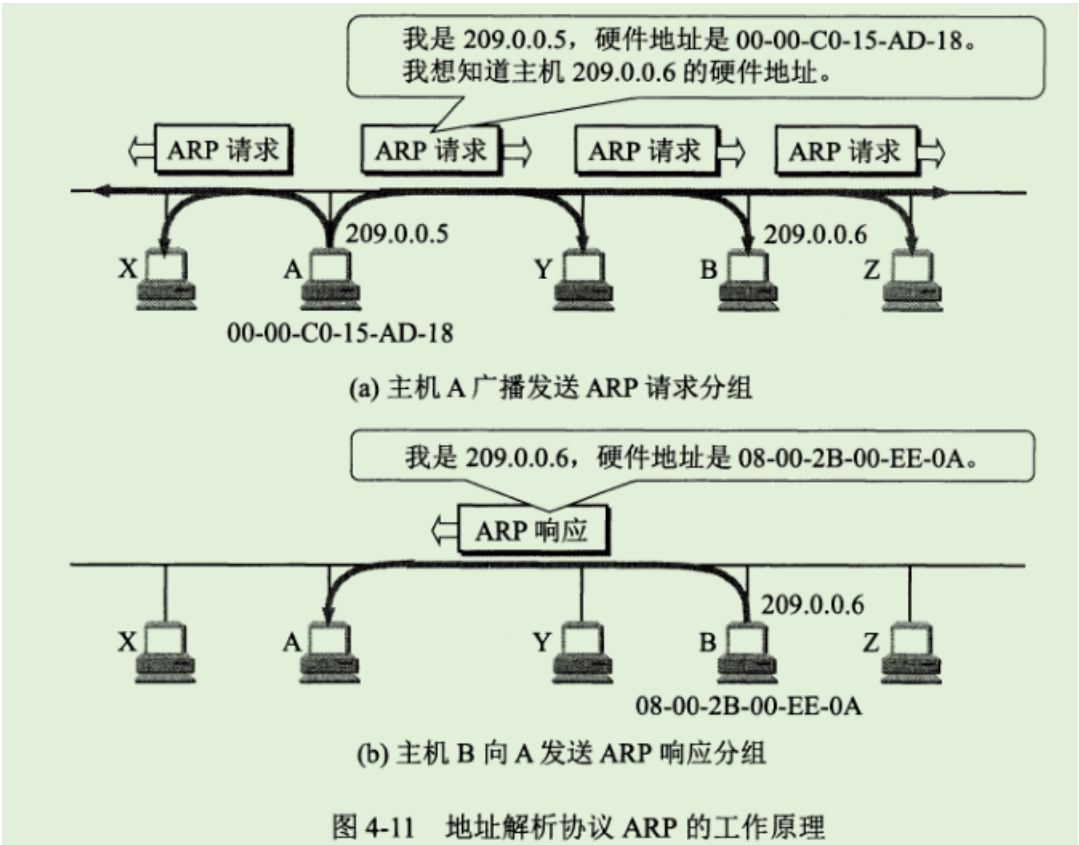 我是 209.0.0.5，硬件地址是 00-00-C0-15-AD-18。
我想知道主机 209.0.0.6 的硬件地址。
ARP 请求
ARP 请求
ARP 请求
ARP 请求
209.0.0.5
209.0.0.6
X
A
Y
B
Z
00-00-C0-15-AD-18
(a) 主机 A 广播发送 ARP 请求分组
我是 209.0.0.6，硬件地址是 08-00-2B-00-EE-0A。
ARP 响应
209.0.0.6
X
A
Y
B
Z
08-00-2B-00-EE-0A
(b) 主机 B 向 A 发送 ARP 响应分组
图 4-11 地址解析协议 ARP 的工作原理